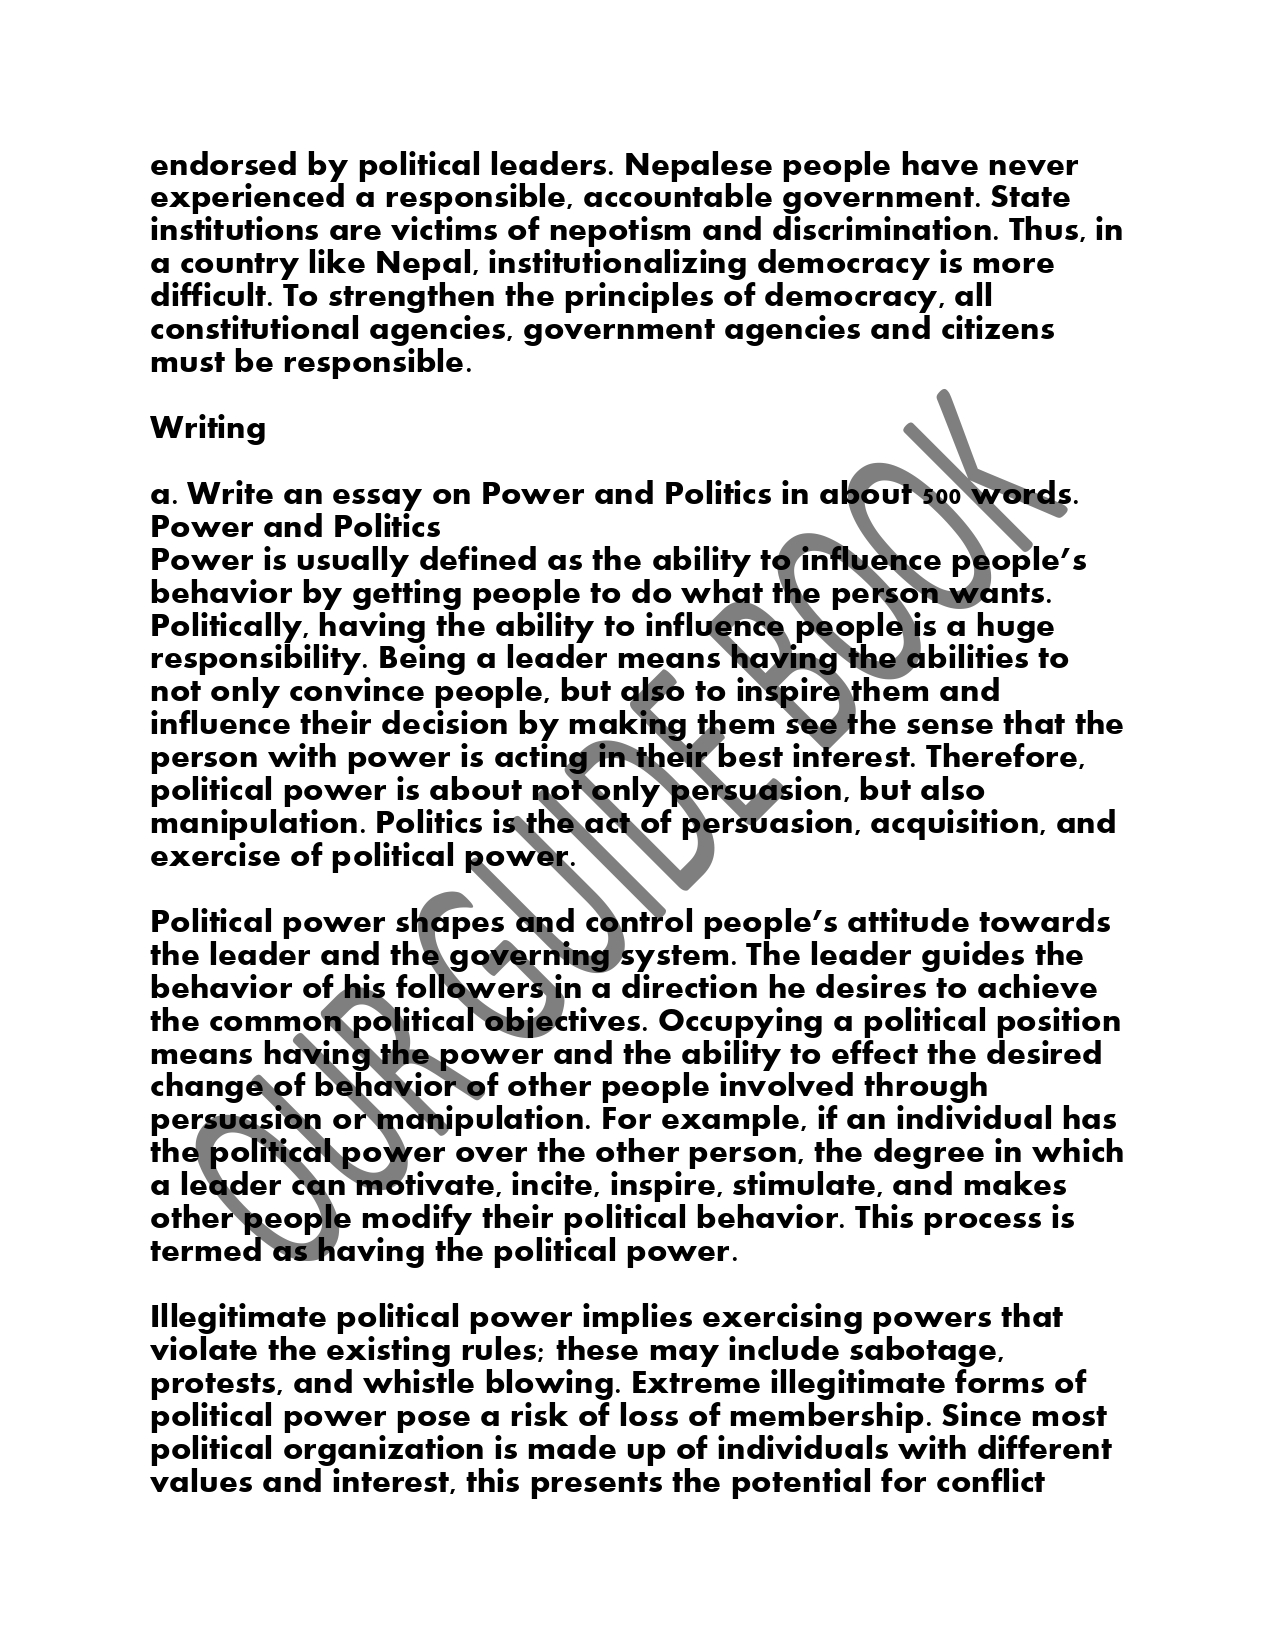 endorsed by political leaders. Nepalese people have never
experienced a responsible, accountable government. State
institutions are victims of nepotism and discrimination. Thus, in
a country like Nepal, institutionalizing democracy is more
difficult. To strengthen the principles of democracy, all
constitutional agencies, government agencies and citizens
must be responsible.
Writing
a. Write an essay on Power and Politics in about 500 words.
Power and Politics
Power is usually defined as the ability to influence people’s
behavior by getting people to do what the person wants.
Politically, having the ability to influence people is a huge
responsibility. Being a leader means having the abilities to
not only convince people, but also to inspire them and
influence their decision by making them see the sense that the
person with power is acting in their best interest. Therefore,
political power is about not only persuasion, but also
manipulation. Politics is the act of persuasion, acquisition, and
exercise of political power.
Political power shapes and control people’s attitude towards
the leader and the governing system. The leader guides the
behavior of his followers in a direction he desires to achieve
the common political objectives. Occupying a political position
means having the power and the ability to effect the desired
change of behavior of other people involved through
persuasion or manipulation. For example, if an individual has
the political power over the other person, the degree in which
a leader can motivate, incite, inspire, stimulate, and makes
other people modify their political behavior. This process is
termed as having the political power.
Illegitimate political power implies exercising powers that
violate the existing rules; these may include sabotage,
protests, and whistle blowing. Extreme illegitimate forms of
political power pose a risk of loss of membership. Since most
political organization is made up of individuals with different
values and interest, this presents the potential for conflict
OUR GUIDE BOOK